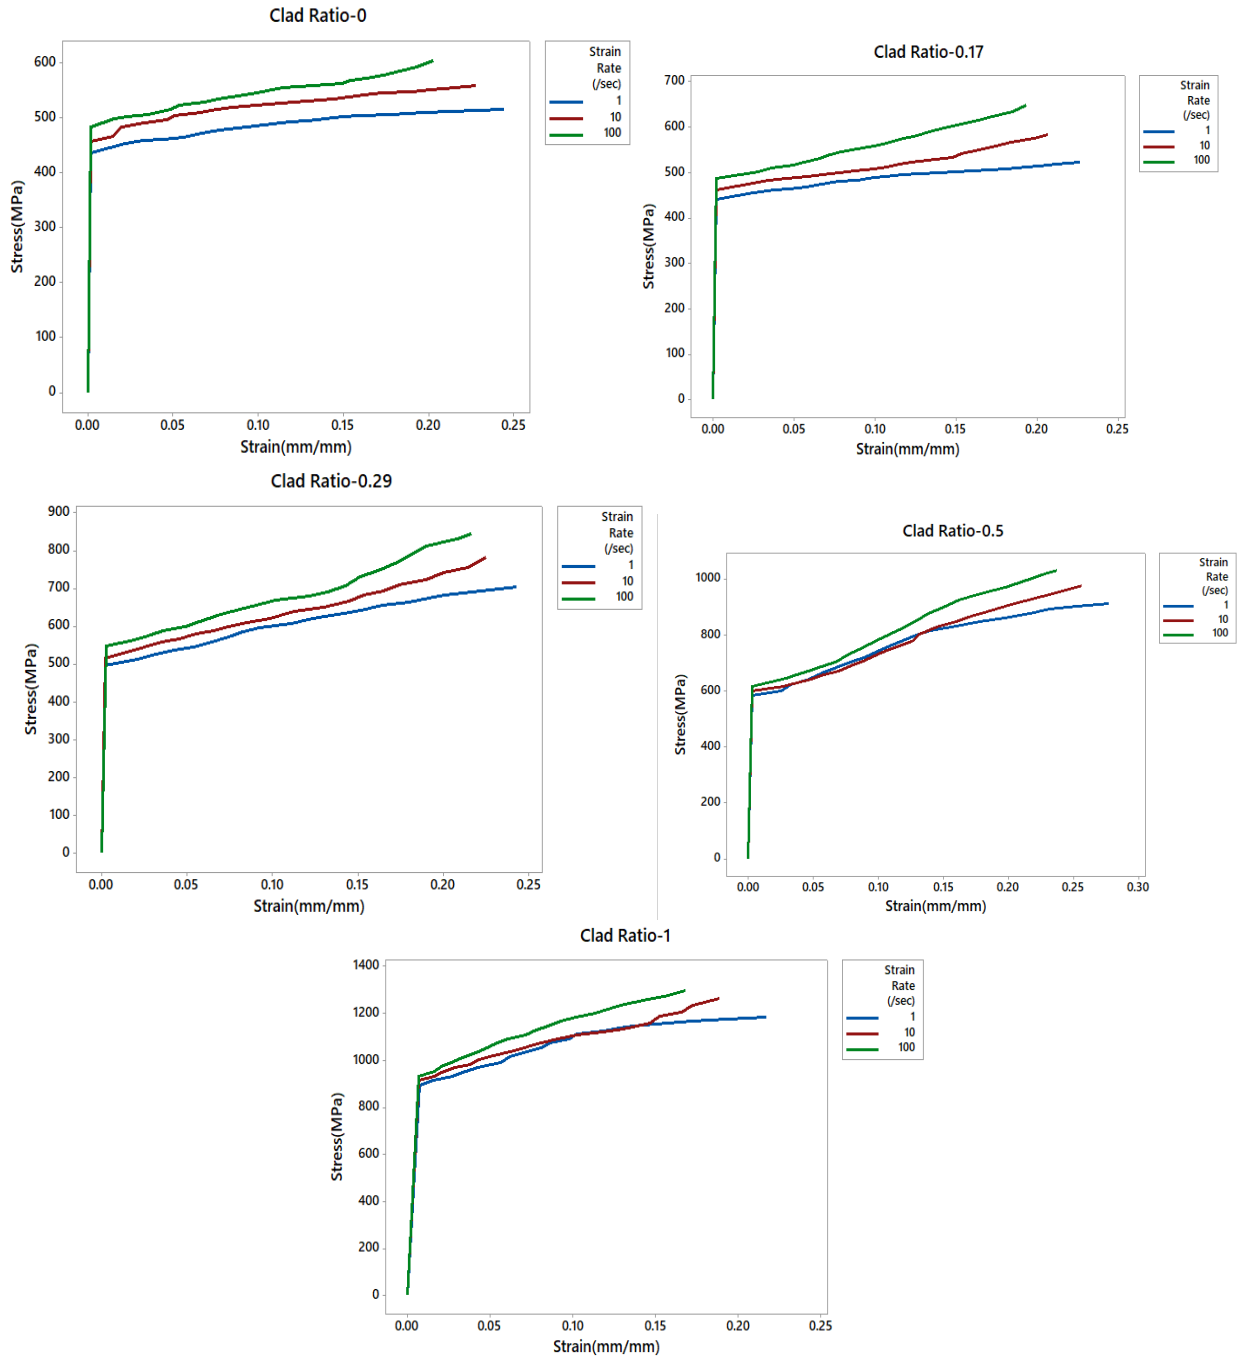 Clad Ratio-0
Strain
Rate
(/sec)
1
10
100
600
500
400
300
200
100
0
Stress(MPa)
0.00 0.05 0.10 0.15 0.20 0.25
Strain(mm/mm)
Clad Ratio-0.17
Strain
Rate
(/sec)
1
10
100
700
600
500
400
300
200
100
0
Stress(MPa)
0.00 0.05 0.10 0.15 0.20 0.25
Strain(mm/mm)
Clad Ratio-0.29
Strain
Rate
(/sec)
1
10
100
900
800
700
600
500
400
300
200
100
0
Stress(MPa)
0.00 0.05 0.10 0.15 0.20 0.25
Strain(mm/mm)
Clad Ratio-0.5
Strain
Rate
(/sec)
1
10
100
1000
800
600
400
200
0
Stress(MPa)
0.00 0.05 0.10 0.15 0.20 0.25 0.30
Strain(mm/mm)
Clad Ratio-1
Strain
Rate
(/sec)
1
10
100
1400
1200
1000
800
600
400
200
0
Stress(MPa)
0.00 0.05 0.10 0.15 0.20 0.25
Strain(mm/mm)